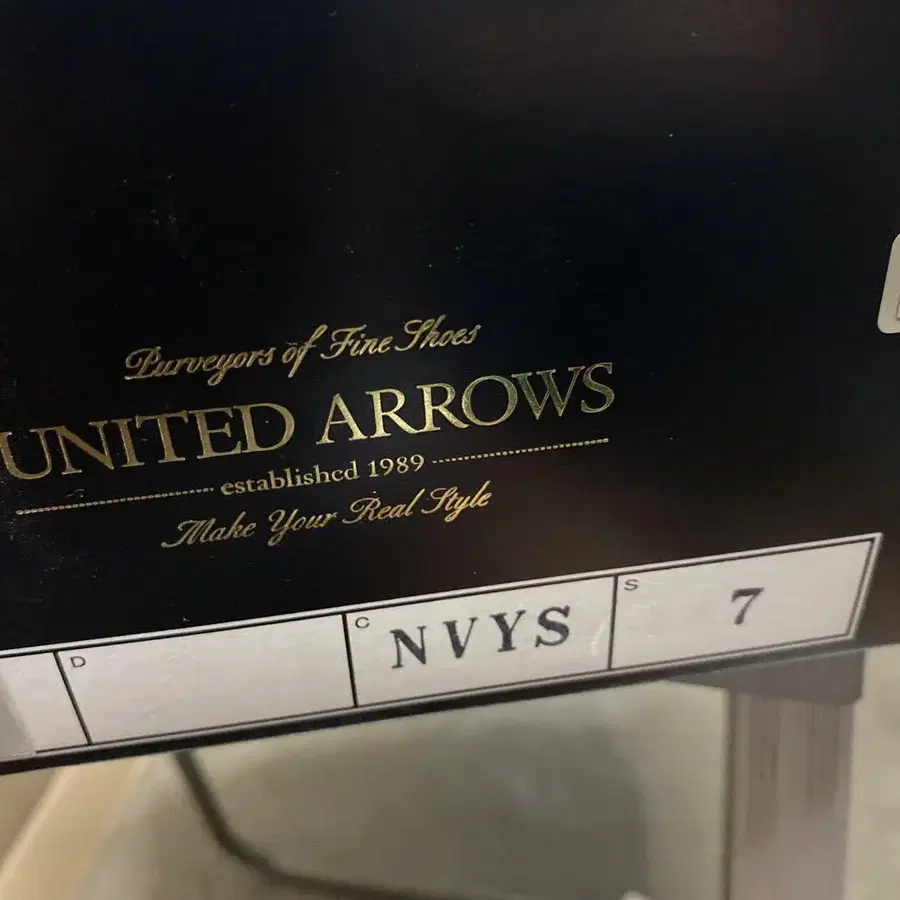 Purveyors of Fine Shoes
UNITED ARROWS
established 1989
Make Your Real Style
D
C NVYS
S 7